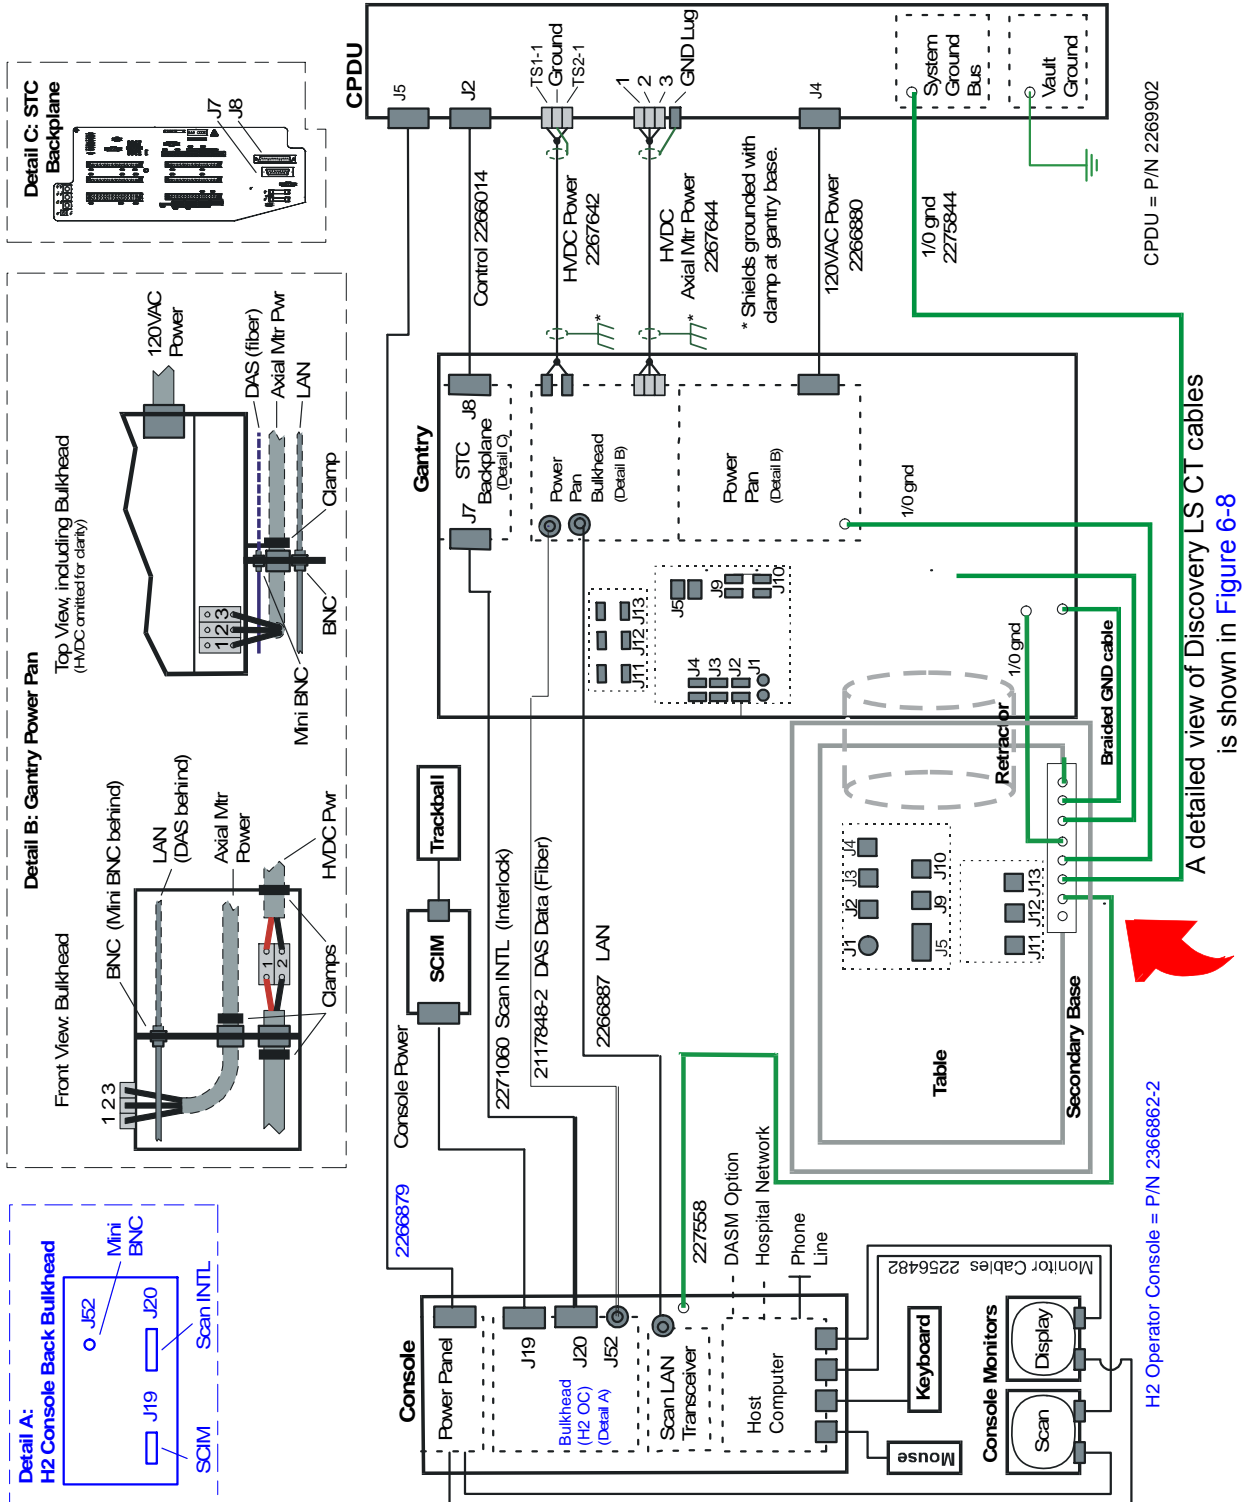 Detail A:
H2 Console Back Bulkhead
J52
Mini
BNC
J19
J20
SCIM
Scan INTL
Detail B: Gantry Power Pan
Front View: Bulkhead
BNC (Mini BNC behind)
LAN
(DAS behind)
Axial Mtr
Power
HVDC Pwr
Clamps
1 2 3
1
2
Top View, including Bulkhead
(HVDC omitted for clarity)
120VAC
Power
DAS (fiber)
Axial Mtr Pwr
LAN
Clamp
BNC
Mini BNC
1 2 3
Detail C: STC
Backplane
J7
J8
CPDU
J5
J2
TS1-1
Ground
TS2-1
1
2
3
GND Lug
J4
System
Ground
Bus
Vault
Ground
CPDU = P/N 2269902
Control 2266014
HVDC Power
2267642
HVDC
Axial Mtr Power
2267644
* Shields grounded with
clamp at gantry base.
*
*
120VAC Power
2266880
1/0 gnd
2275844
Gantry
J7
J8
STC
Backplane
(Detail C)
Power
Pan
Bulkhead
(Detail B)
Power
Pan
(Detail B)
1/0 gnd
J11
J12
J13
J5
J9
J10
J4
J3
J2
J1
1/0 gnd
Retractor
Braided GND cable
Trackball
SCIM
Console Power
2266879
2271060 Scan INTL (Interlock)
2117848-2 DAS Data (Fiber)
2266887 LAN
227558
Table
J1
J2
J3
J4
J5
J9
J10
J11
J12
J13
Secondary Base
A detailed view of Discovery LS CT cables
is shown in Figure 6-8
Console
Power Panel
J19
J20
J52
Bulkhead
(H2 OC)
(Detail A)
Scan LAN
Transceiver
Host
Computer
DASM Option
Hospital Network
Phone
Line
Monitor Cables 2256482
Mouse
Keyboard
Console Monitors
Scan
Display
H2 Operator Console = P/N 2366862-2